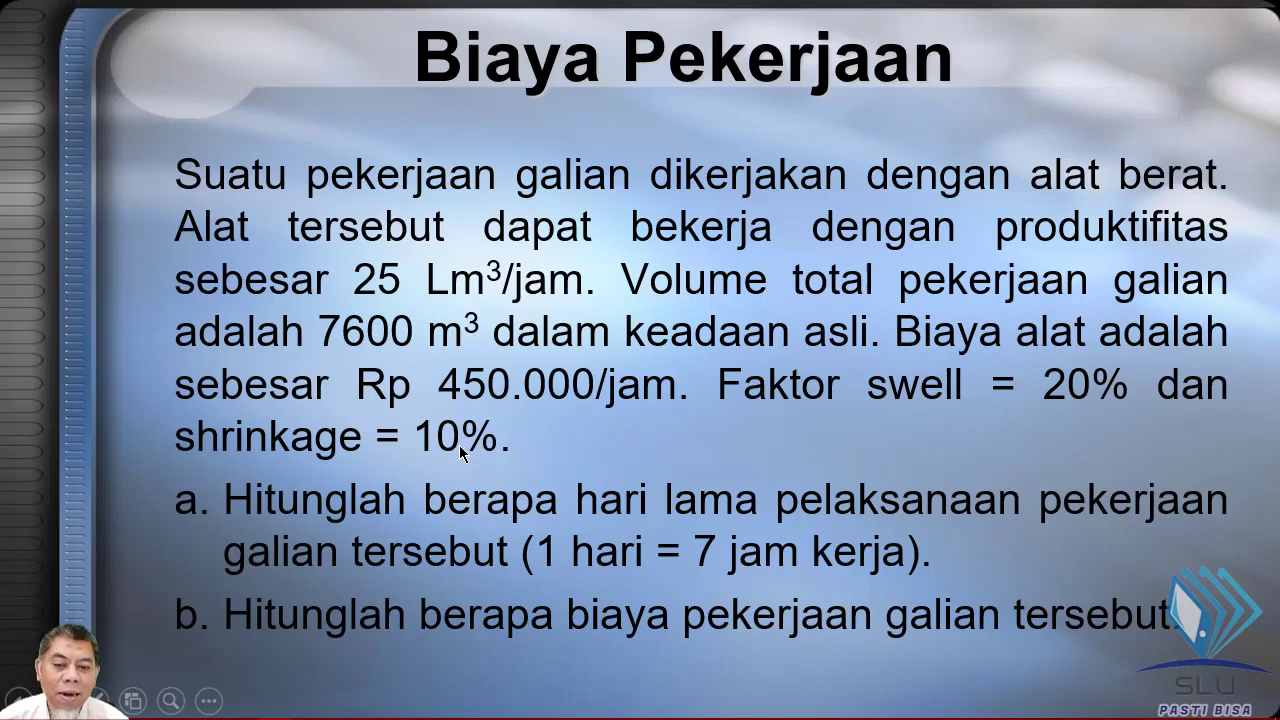 Biaya Pekerjaan
Suatu pekerjaan galian dikerjakan dengan alat berat.
Alat tersebut dapat bekerja dengan produktifitas
sebesar 25 Lm³/jam. Volume total pekerjaan galian
adalah 7600 m³ dalam keadaan asli. Biaya alat adalah
sebesar Rp 450.000/jam. Faktor swell = 20% dan
shrinkage = 10%.
a. Hitunglah berapa hari lama pelaksanaan pekerjaan
galian tersebut (1 hari = 7 jam kerja).
b. Hitunglah berapa biaya pekerjaan galian tersebut.
SLU
PASTI BISA